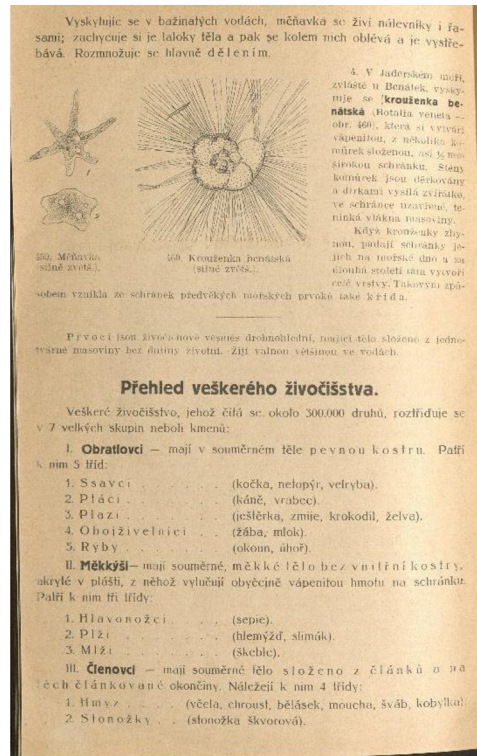 Vyskytujíc se v bažinatých vodách, měňavka se živí nálevníky i řa-
sami; zachycuje si je laloky těla a pak se kolem nich oblévá a je vystře-
bává. Rozmnožuje se hlavně dělením.
4. V Jaderském moři,
zvláště u Benátek, vysky-
tuje se krouženka be-
nátská (Rotalia veneta —
obr. 460), která si vytváří
vápenitou, z několika ko-
můrek složenou, asi ½ mm
širokou schránku. Stěny
komůrek jsou děrkovány
a dírkami vysílá zvířátko,
ve schránce uzavřené, te-
ninká vlákna masoviny.
Když krouženky zhy-
nou, padají schránky je-
jich na mořské dno a za
dlouhá století tam vytvoří
celé vrstvy. Takovým způ-
sobem vznikla ze schránek předvěkých mořských prvoků také křída.
1
2
Měňavka
(silně zvětš.).
460. Krouženka benátská
(silně zvětš.).
Prvoci jsou živočichové vesměs drobnohlední, mající tělo složeno z jedno-
tvárné masoviny bez dutiny životní. Žijí valnou většinou ve vodách.
Přehled veškerého živočišstva.
Veškeré živočišstvo, jehož čítá se okolo 300.000 druhů, roztřiďuje se
v 7 velkých skupin neboli kmenů:
I. Obratlovci — mají v souměrném těle pevnou kostru. Patří
k nim 5 tříd:
1. Ssavci . . . . . (kočka, netopýr, velryba).
2. Ptáci . . . . . (káně, vrabec).
3. Plazi . . . . . (ještěrka, zmije, krokodil, želva).
4. Obojživelníci . . (žába, mlok).
5. Ryby . . . . . (okoun, úhoř).
II. Měkkýši — mají souměrné, měkké tělo bez vnitřní kostry,
ukryté v plášti, z něhož vylučují obyčejně vápenitou hmotu na schránku.
Patří k nim tři třídy:
1. Hlavonožci . . . (sepie).
2. Plži . . . . . (hlemýžď, slimák).
3. Mlži . . . . . (škeble).
III. Členovci — mají souměrné tělo složeno z článků a na
těch článkované okončiny. Náležejí k nim 4 třídy:
1. Hmyz . . . . (včela, chroust, bělásek, moucha, šváb, kobylka).
2. Stonožky . . (stonožka škvorová).